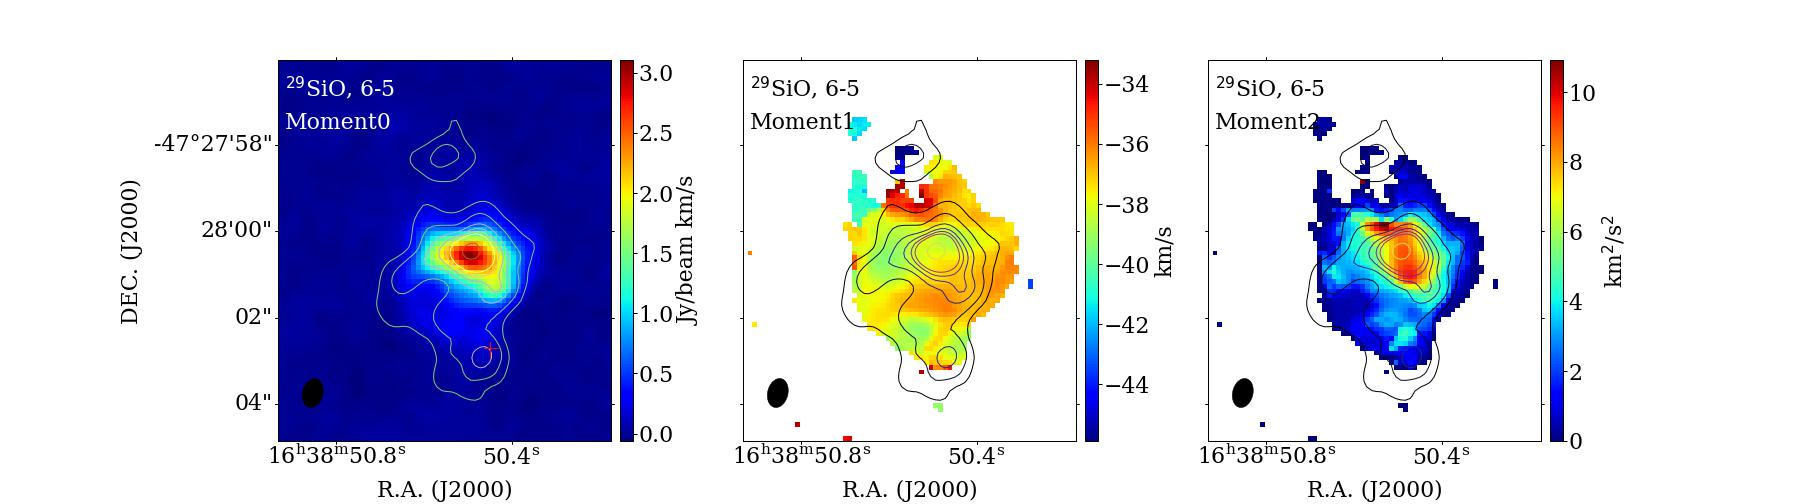 ²⁹SiO, 6-5
Moment0
-47°27'58"
28'00"
02"
04"
DEC. (J2000)
16ʰ38ᵐ50.8ˢ
50.4ˢ
R.A. (J2000)
3.0
2.5
2.0
1.5
1.0
0.5
0.0
Jy/beam km/s
²⁹SiO, 6-5
Moment1
16ʰ38ᵐ50.8ˢ
50.4ˢ
R.A. (J2000)
−34
−36
−38
−40
−42
−44
km/s
²⁹SiO, 6-5
Moment2
16ʰ38ᵐ50.8ˢ
50.4ˢ
R.A. (J2000)
10
8
6
4
2
0
km²/s²